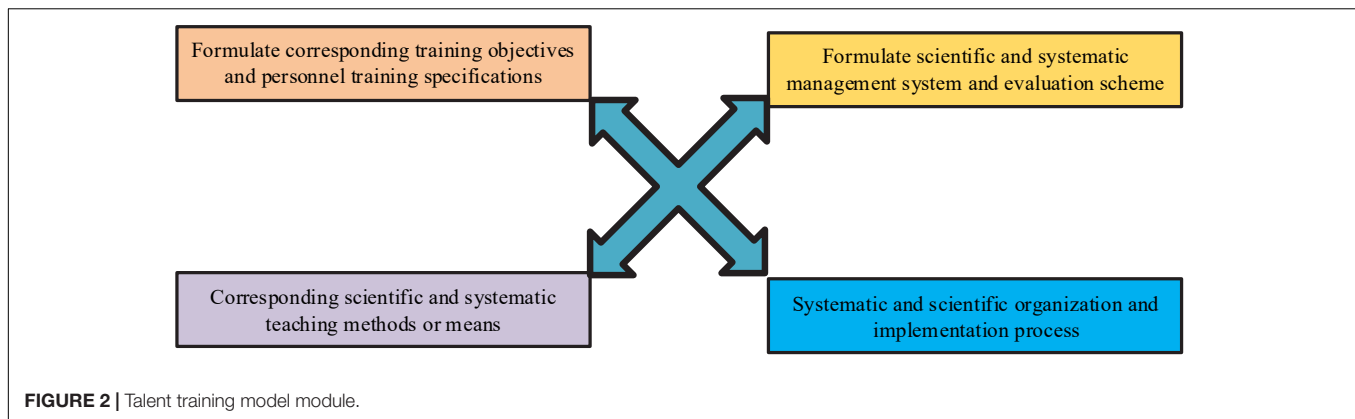 Formulate corresponding training objectives
and personnel training specifications
Formulate scientific and systematic
management system and evaluation scheme
Corresponding scientific and systematic
teaching methods or means
Systematic and scientific organization and
implementation process
FIGURE 2 | Talent training model module.